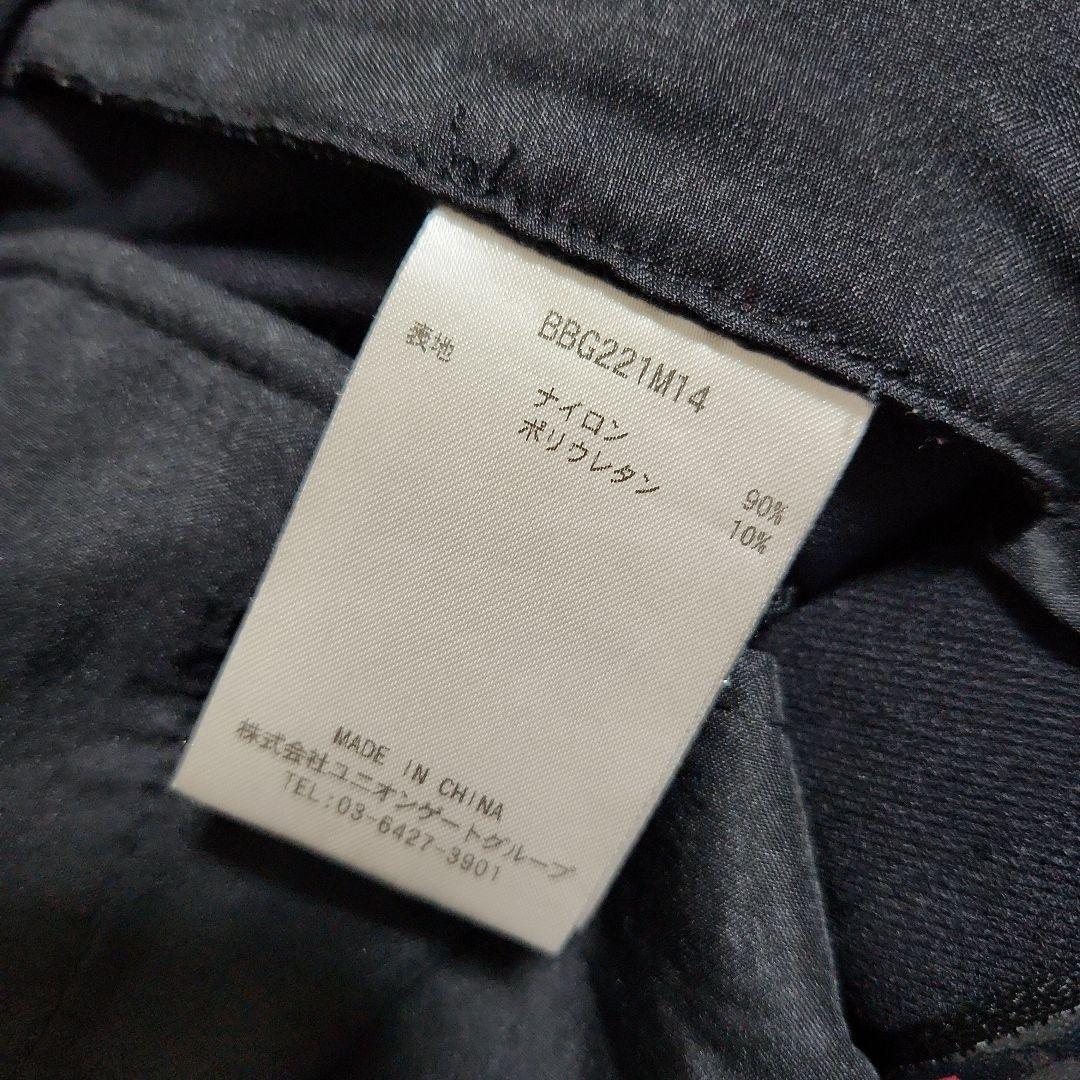 BBG221M14
表地
ナイロン 90%
ポリウレタン 10%
MADE IN CHINA
株式会社ユニオンゲートグループ
TEL:03-6427-3901